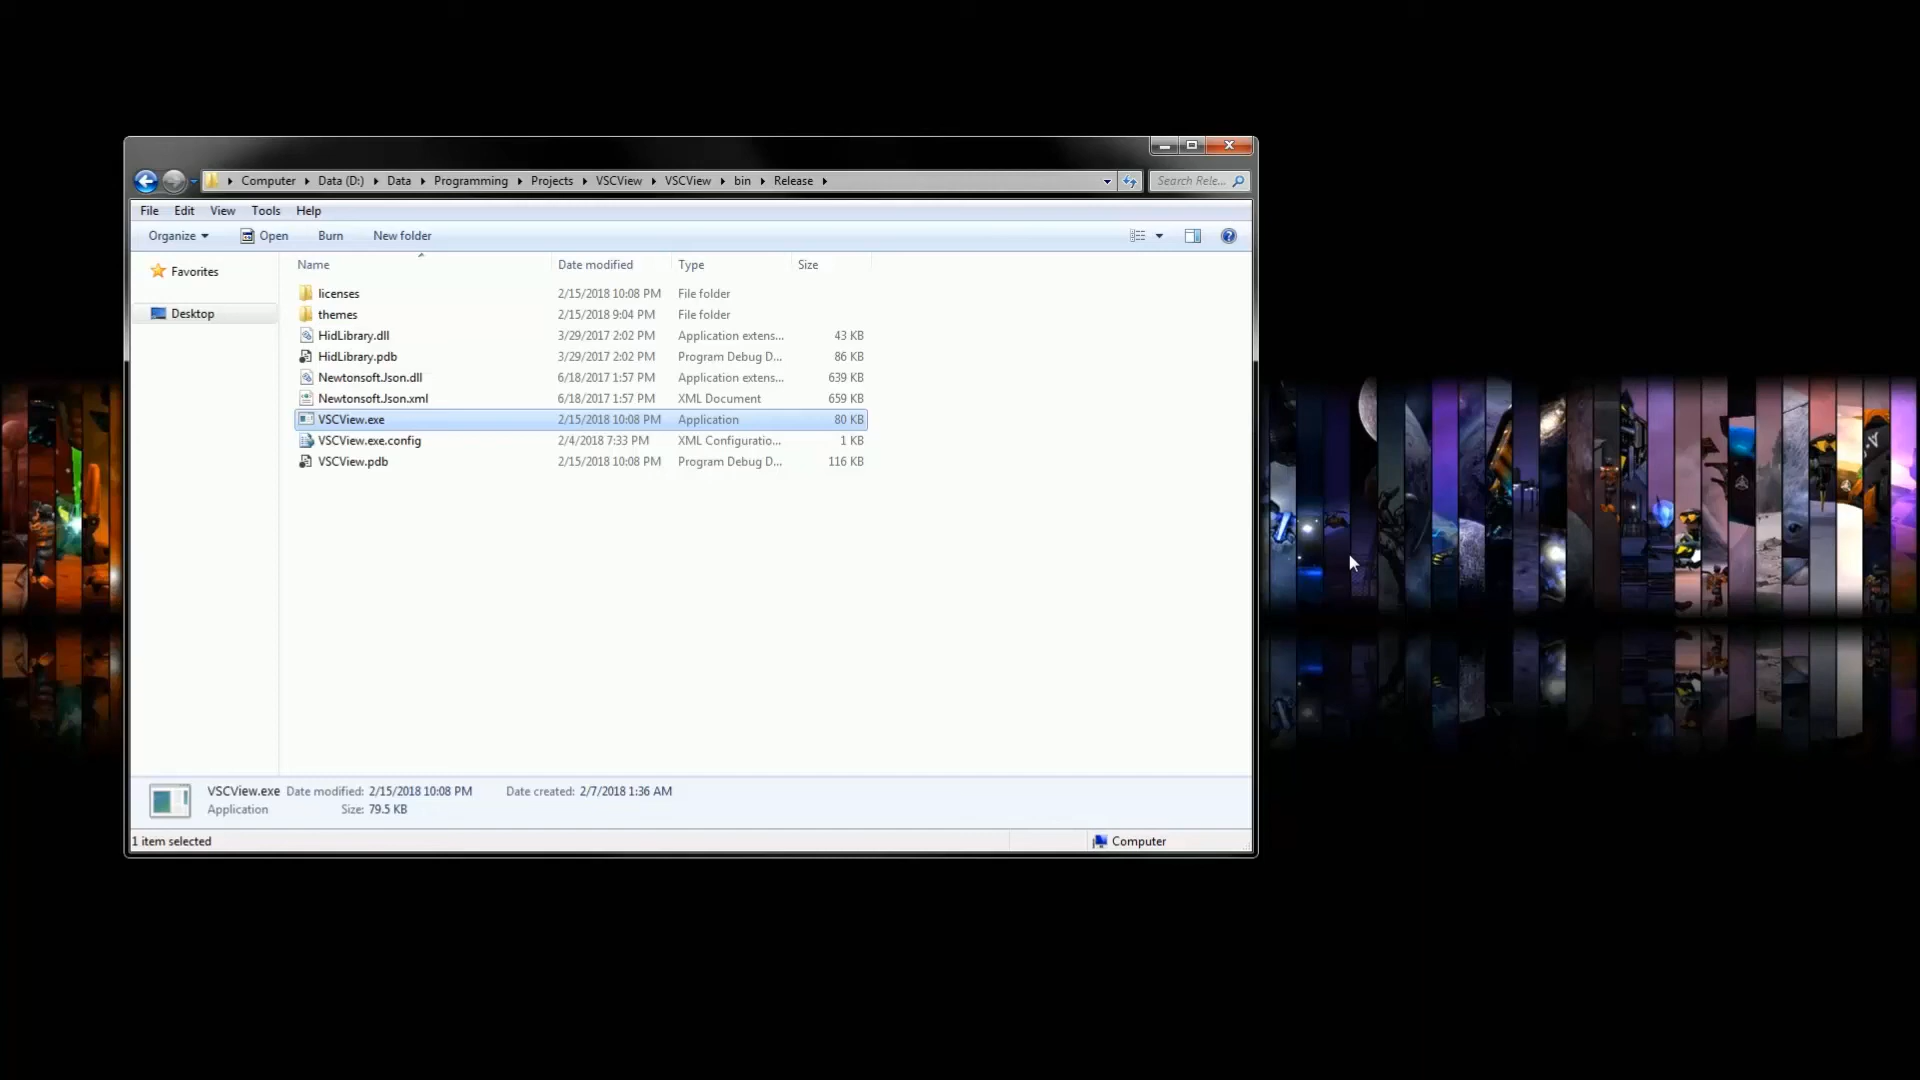 Computer Data (D:) Data Programming Projects VSCView VSCView bin Release Search Rele...
File Edit View Tools Help
Organize Open Burn New folder
Favorites
Desktop
Name Date modified Type Size
licenses 2/15/2018 10:08 PM File folder
themes 2/15/2018 9:04 PM File folder
HidLibrary.dll 3/29/2017 2:02 PM Application extens... 43 KB
HidLibrary.pdb 3/29/2017 2:02 PM Program Debug D... 86 KB
Newtonsoft.Json.dll 6/18/2017 1:57 PM Application extens... 639 KB
Newtonsoft.Json.xml 6/18/2017 1:57 PM XML Document 659 KB
VSCView.exe 2/15/2018 10:08 PM Application 80 KB
VSCView.exe.config 2/4/2018 7:33 PM XML Configuratio... 1 KB
VSCView.pdb 2/15/2018 10:08 PM Program Debug D... 116 KB
VSCView.exe Date modified: 2/15/2018 10:08 PM Date created: 2/7/2018 1:36 AM
Application Size: 79.5 KB
1 item selected Computer